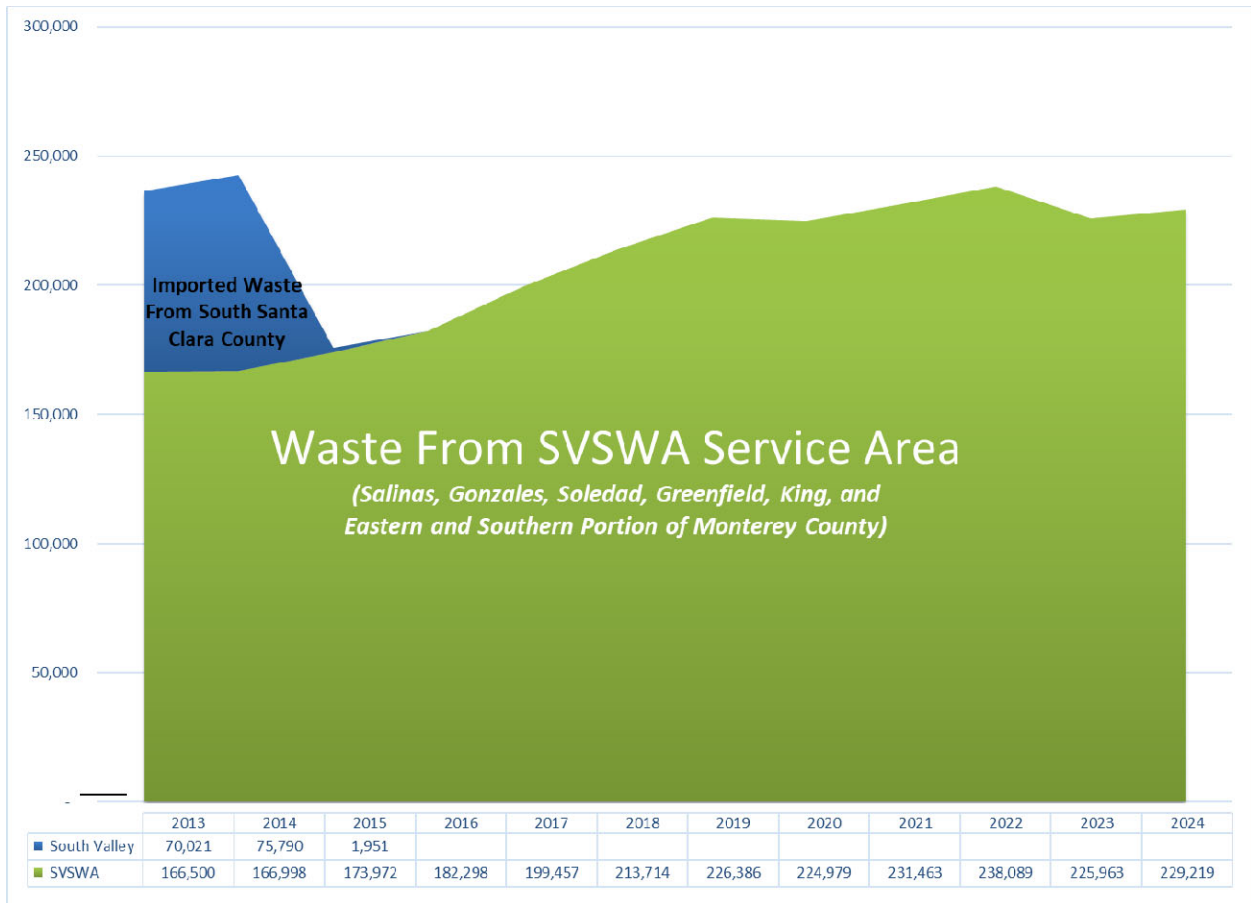 300,000
250,000
200,000
150,000
100,000
50,000
-
Imported Waste
From South Santa
Clara County
Waste From SVSWA Service Area
(Salinas, Gonzales, Soledad, Greenfield, King, and
Eastern and Southern Portion of Monterey County)
2013 2014 2015 2016 2017 2018 2019 2020 2021 2022 2023 2024
South Valley 70,021 75,790 1,951
SVSWA 166,500 166,998 173,972 182,298 199,457 213,714 226,386 224,979 231,463 238,089 225,963 229,219